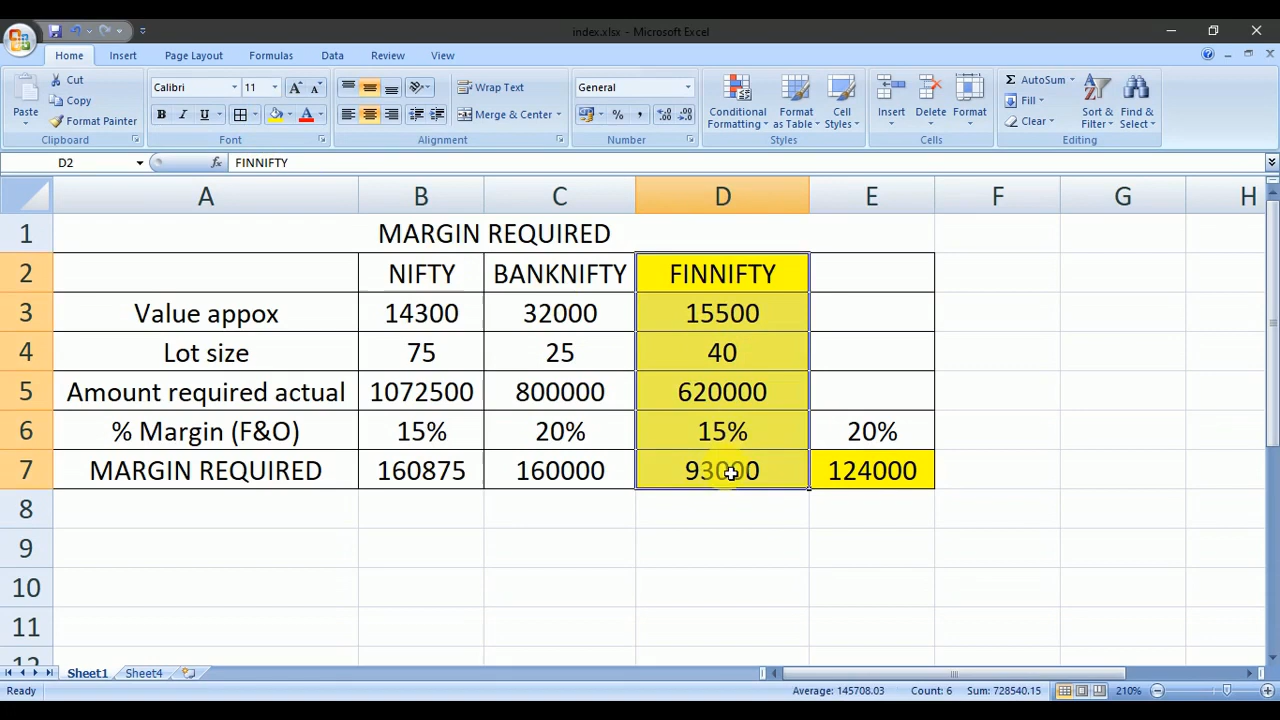 index.xlsx - Microsoft Excel
Home Insert Page Layout Formulas Data Review View
Paste
Cut
Copy
Format Painter
Clipboard
Calibri 11
B I U
Font
Wrap Text
Merge & Center
Alignment
General
% ,
Number
Conditional Formatting
Format as Table
Cell Styles
Styles
Insert Delete Format
Cells
AutoSum
Fill
Clear
Sort & Filter
Find & Select
Editing
D2 fx FINNIFTY
A B C D E F G H
1 MARGIN REQUIRED
2 NIFTY BANKNIFTY FINNIFTY
3 Value appox 14300 32000 15500
4 Lot size 75 25 40
5 Amount required actual 1072500 800000 620000
6 % Margin (F&O) 15% 20% 15% 20%
7 MARGIN REQUIRED 160875 160000 93000 124000
8
9
10
11
12
Sheet1 Sheet4
Ready Average: 145708.03 Count: 6 Sum: 728540.15 210%